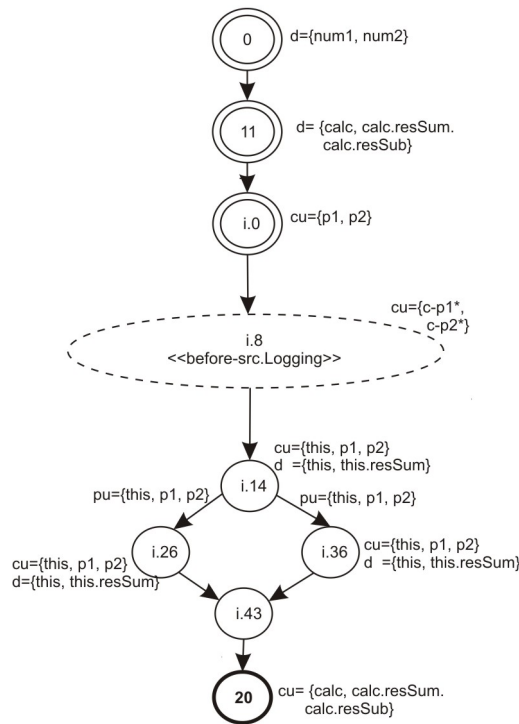 0
d={num1, num2}
11
d= {calc, calc.resSum.
calc.resSub}
i.0
cu={p1, p2}
cu={c-p1*,
c-p2*}
i.8
<<before-src.Logging>>
cu={this, p1, p2}
d ={this, this.resSum}
i.14
pu={this, p1, p2}
pu={this, p1, p2}
i.26
cu={this, p1, p2}
d={this, this.resSum}
i.36
cu={this, p1, p2}
d ={this, this.resSum}
i.43
20
cu= {calc, calc.resSum.
calc.resSub}